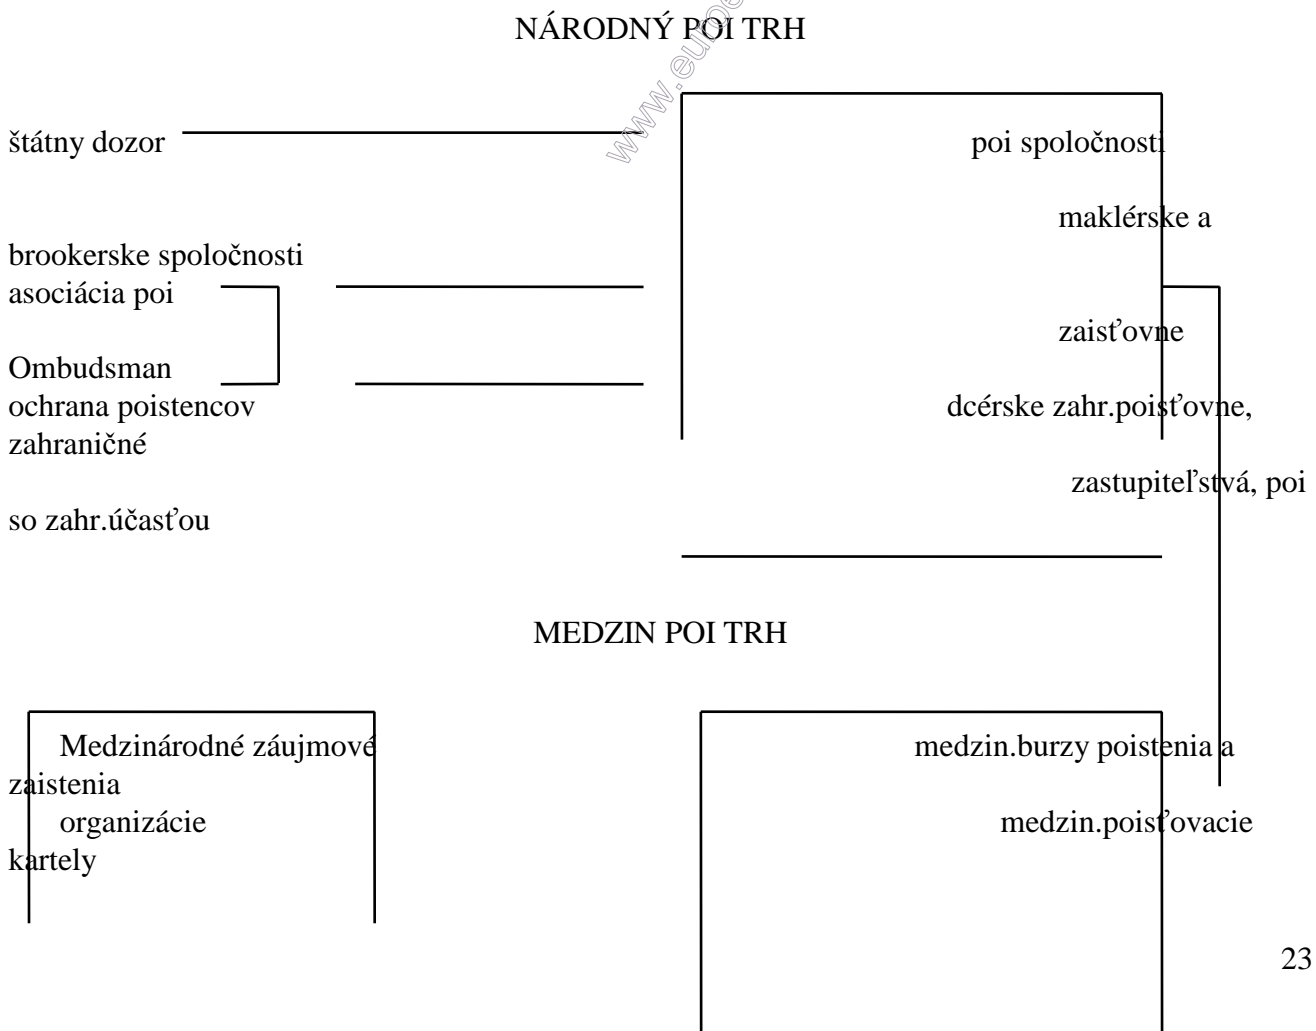 NÁRODNÝ POI TRH
štátny dozor poi spoločnosti
maklérske a
brookerske spoločnosti
asociácia poi
zaisťovne
Ombudsman
ochrana poistencov dcérske zahr.poisťovne,
zahraničné
zastupiteľstvá, poi
so zahr.účasťou
MEDZIN POI TRH
Medzinárodné záujmové medzin.burzy poistenia a
zaistenia
organizácie medzin.poisťovacie
kartely
23